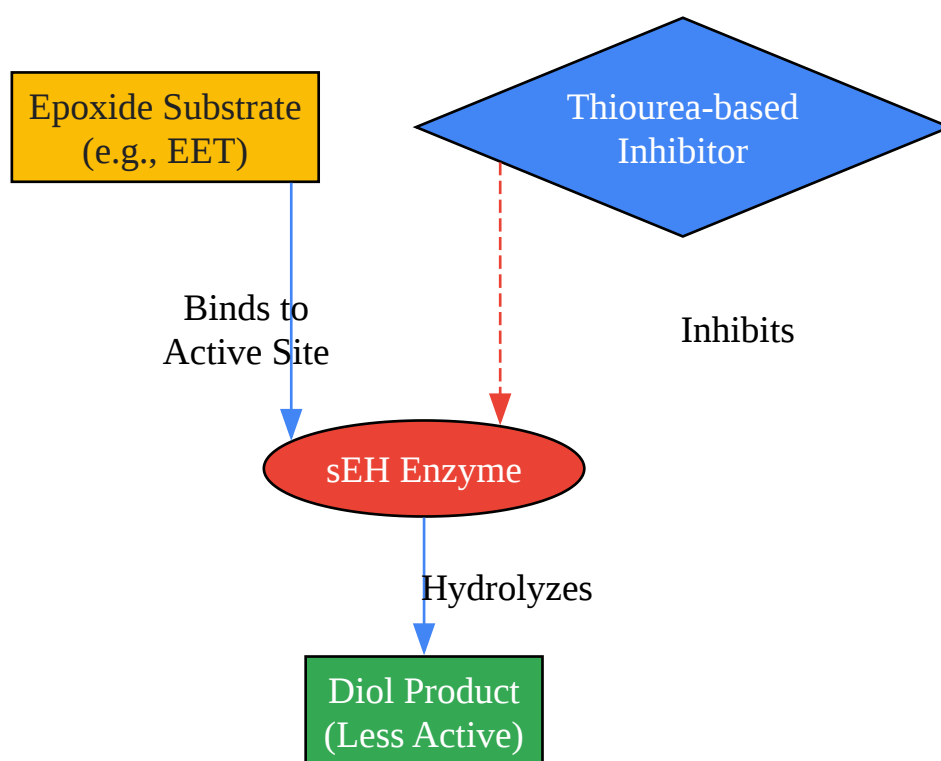 Epoxide Substrate
(e.g., EET)
Thiourea-based
Inhibitor
Binds to
Active Site
Inhibits
sEH Enzyme
Hydrolyzes
Diol Product
(Less Active)